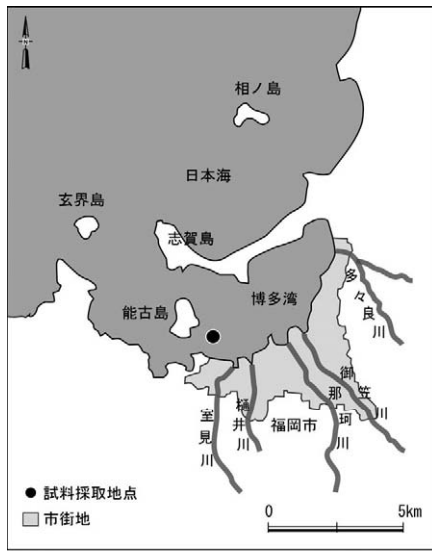 N
相ノ島
日本海
玄界島
志賀島
能古島
博多湾
多々良川
御笠川
那珂川
樋井川
室見川
福岡市
試料採取地点
市街地
0 5km